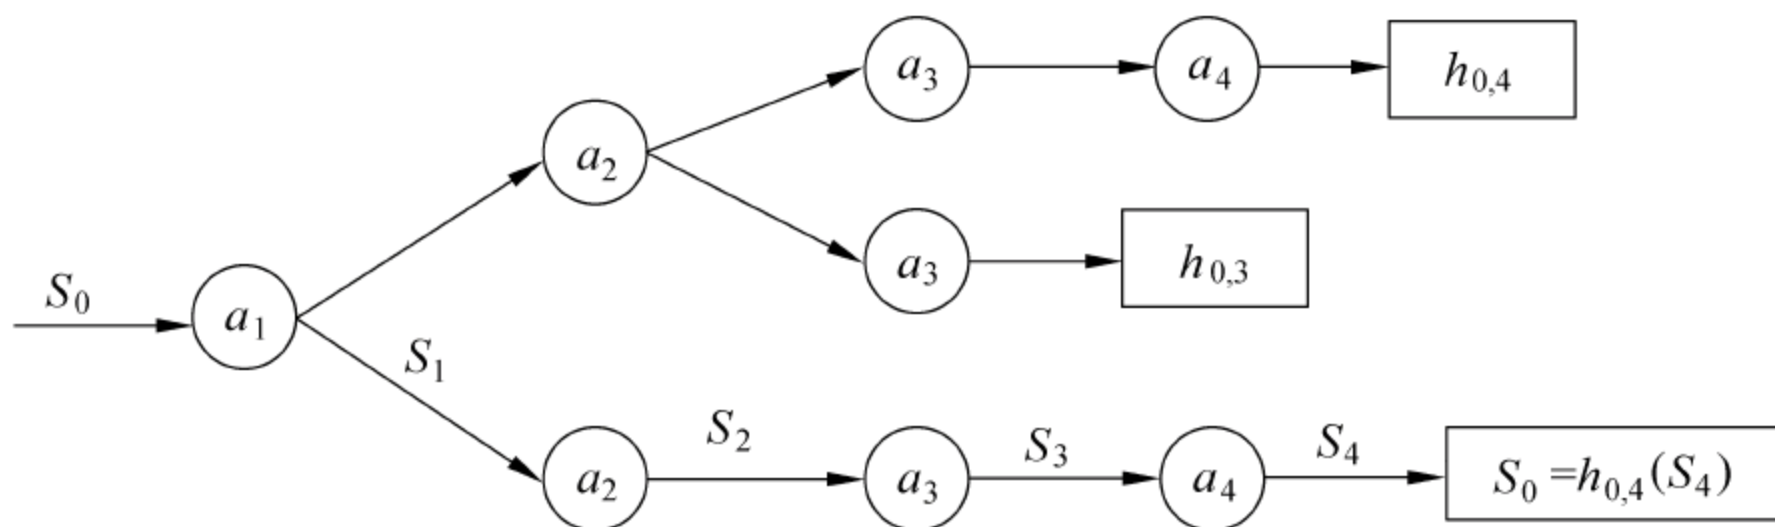 a₃ a₄ h₀,₄
a₂
a₃ h₀,₃
S₀ a₁
S₁
a₂ S₂ a₃ S₃ a₄ S₄ S₀ =h₀,₄(S₄)